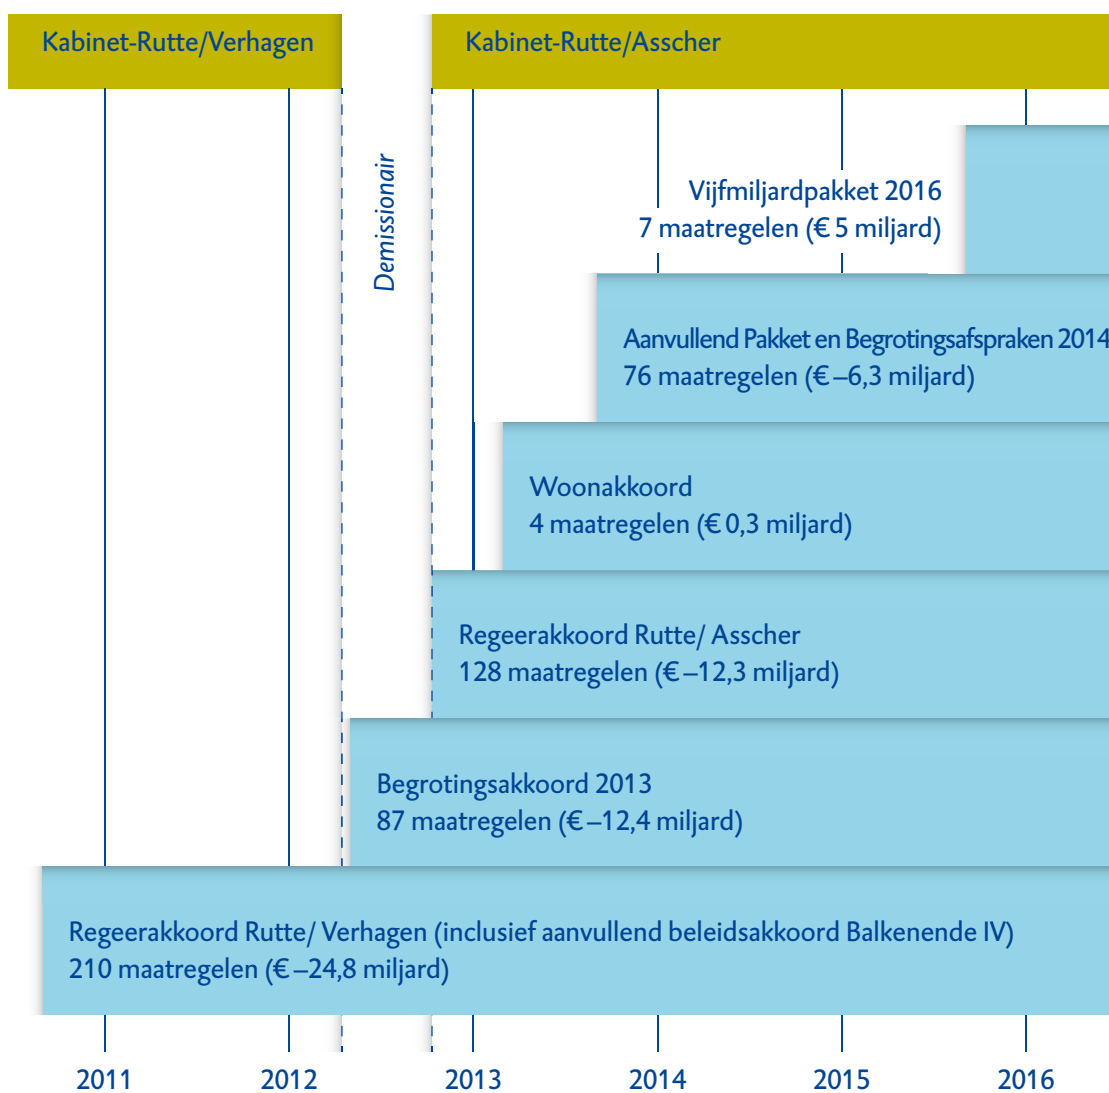 Kabinet-Rutte/Verhagen
Kabinet-Rutte/Asscher
Demissionair
Vijfmiljardpakket 2016
7 maatregelen (€ 5 miljard)
Aanvullend Pakket en Begrotingsafspraken 2014
76 maatregelen (€ –6,3 miljard)
Woonakkoord
4 maatregelen (€ 0,3 miljard)
Regeerakkoord Rutte/ Asscher
128 maatregelen (€ –12,3 miljard)
Begrotingsakkoord 2013
87 maatregelen (€ –12,4 miljard)
Regeerakkoord Rutte/ Verhagen (inclusief aanvullend beleidsakkoord Balkenende IV)
210 maatregelen (€ –24,8 miljard)
2011 2012 2013 2014 2015 2016